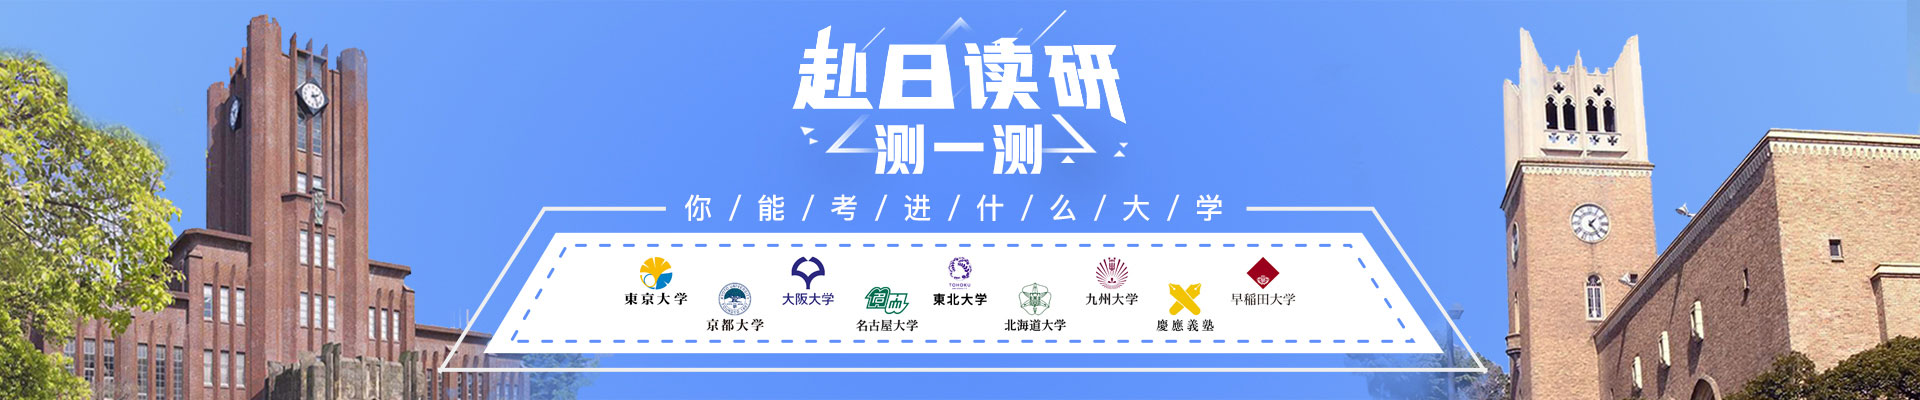 赴日读研
测一测
你/能/考/进/什/么/大/学
東京大学
京都大学
大阪大学
名古屋大学
TOHOKU
東北大学
北海道大学
九州大学
慶應義塾
早稲田大学